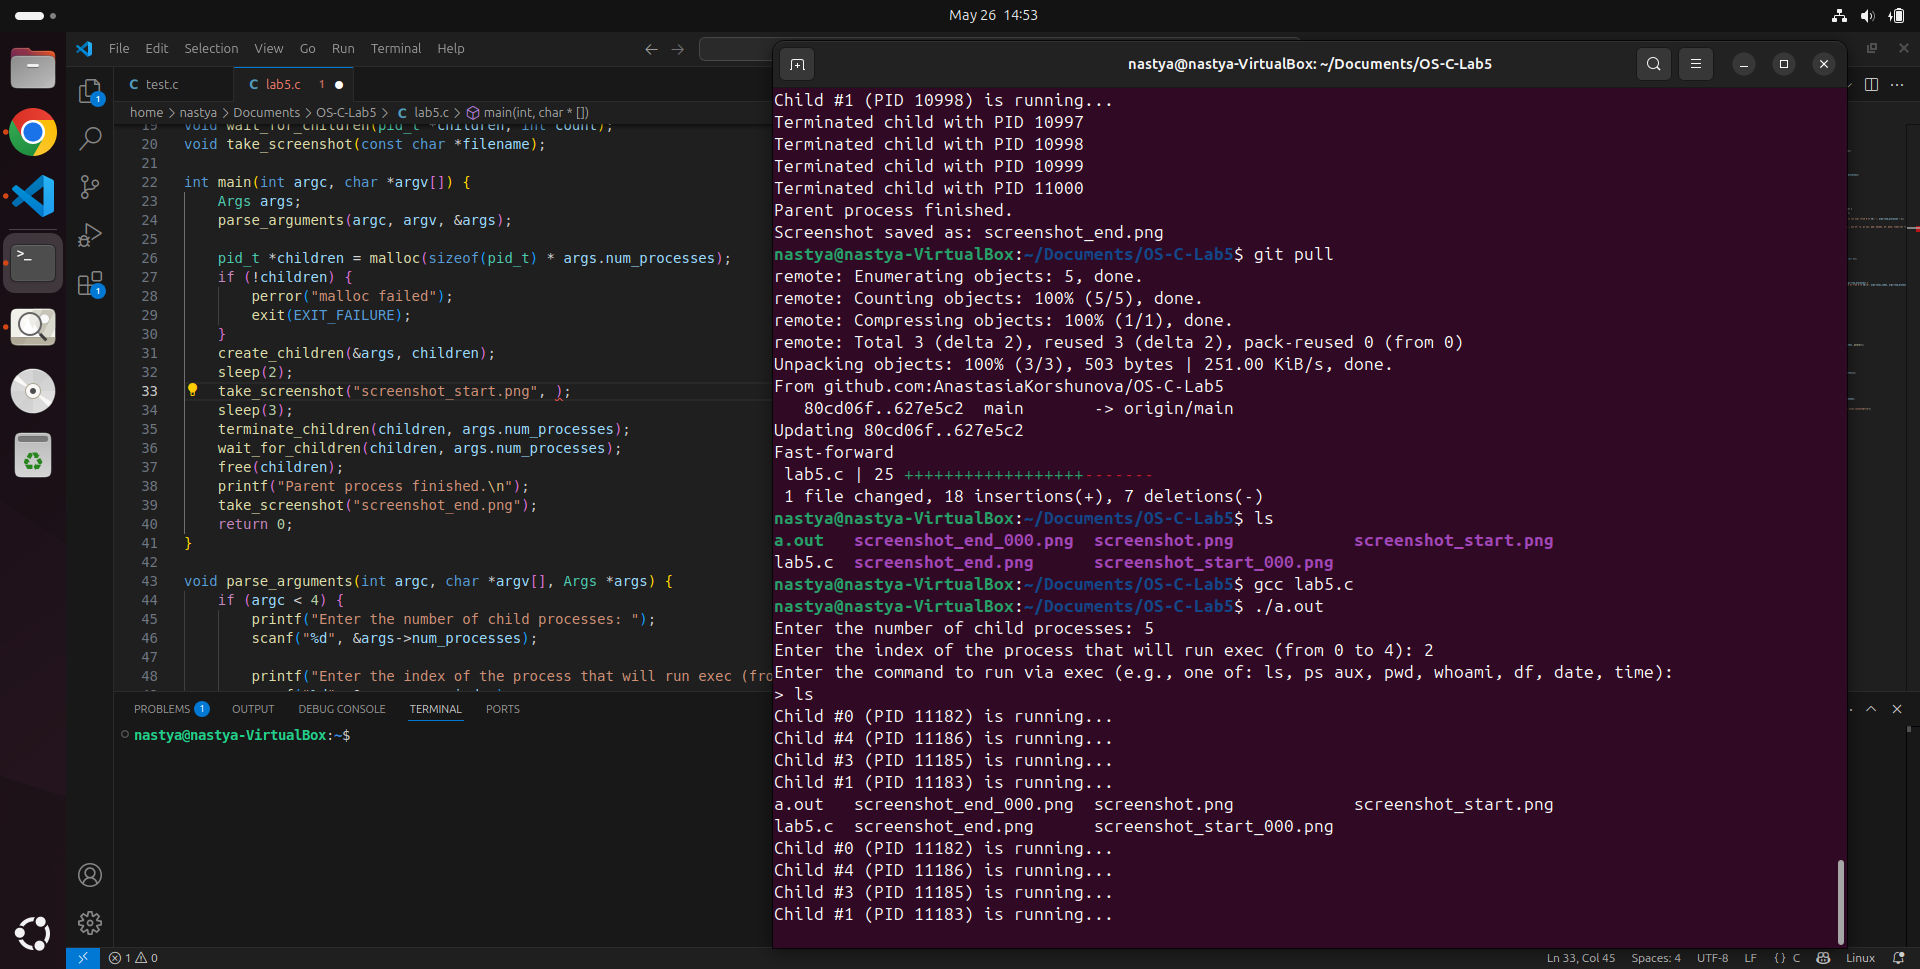 May 26 14:53
File Edit Selection View Go Run Terminal Help
C test.c
C lab5.c 1
home > nastya > Documents > OS-C-Lab5 > C lab5.c > main(int, char * [])
19 void wait_for_children(pid_t *children, int count);
20 void take_screenshot(const char *filename);
21
22 int main(int argc, char *argv[]) {
23 Args args;
24 parse_arguments(argc, argv, &args);
25
26 pid_t *children = malloc(sizeof(pid_t) * args.num_processes);
27 if (!children) {
28 perror("malloc failed");
29 exit(EXIT_FAILURE);
30 }
31 create_children(&args, children);
32 sleep(2);
33 take_screenshot("screenshot_start.png", );
34 sleep(3);
35 terminate_children(children, args.num_processes);
36 wait_for_children(children, args.num_processes);
37 free(children);
38 printf("Parent process finished.\n");
39 take_screenshot("screenshot_end.png");
40 return 0;
41 }
42
43 void parse_arguments(int argc, char *argv[], Args *args) {
44 if (argc < 4) {
45 printf("Enter the number of child processes: ");
46 scanf("%d", &args->num_processes);
47
48 printf("Enter the index of the process that will run exec (fro
PROBLEMS 1 OUTPUT DEBUG CONSOLE TERMINAL PORTS
nastya@nastya-VirtualBox:~$
nastya@nastya-VirtualBox: ~/Documents/OS-C-Lab5
Child #1 (PID 10998) is running...
Terminated child with PID 10997
Terminated child with PID 10998
Terminated child with PID 10999
Terminated child with PID 11000
Parent process finished.
Screenshot saved as: screenshot_end.png
nastya@nastya-VirtualBox:~/Documents/OS-C-Lab5$ git pull
remote: Enumerating objects: 5, done.
remote: Counting objects: 100% (5/5), done.
remote: Compressing objects: 100% (1/1), done.
remote: Total 3 (delta 2), reused 3 (delta 2), pack-reused 0 (from 0)
Unpacking objects: 100% (3/3), 503 bytes | 251.00 KiB/s, done.
From github.com:AnastasiaKorshunova/OS-C-Lab5
80cd06f..627e5c2 main -> origin/main
Updating 80cd06f..627e5c2
Fast-forward
lab5.c | 25 ++++++++++++++++++-------
1 file changed, 18 insertions(+), 7 deletions(-)
nastya@nastya-VirtualBox:~/Documents/OS-C-Lab5$ ls
a.out screenshot_end_000.png screenshot.png screenshot_start.png
lab5.c screenshot_end.png screenshot_start_000.png
nastya@nastya-VirtualBox:~/Documents/OS-C-Lab5$ gcc lab5.c
nastya@nastya-VirtualBox:~/Documents/OS-C-Lab5$ ./a.out
Enter the number of child processes: 5
Enter the index of the process that will run exec (from 0 to 4): 2
Enter the command to run via exec (e.g., one of: ls, ps aux, pwd, whoami, df, date, time):
> ls
Child #0 (PID 11182) is running...
Child #4 (PID 11186) is running...
Child #3 (PID 11185) is running...
Child #1 (PID 11183) is running...
a.out screenshot_end_000.png screenshot.png screenshot_start.png
lab5.c screenshot_end.png screenshot_start_000.png
Child #0 (PID 11182) is running...
Child #4 (PID 11186) is running...
Child #3 (PID 11185) is running...
Child #1 (PID 11183) is running...
1 0 Ln 33, Col 45 Spaces: 4 UTF-8 LF {} C Linux